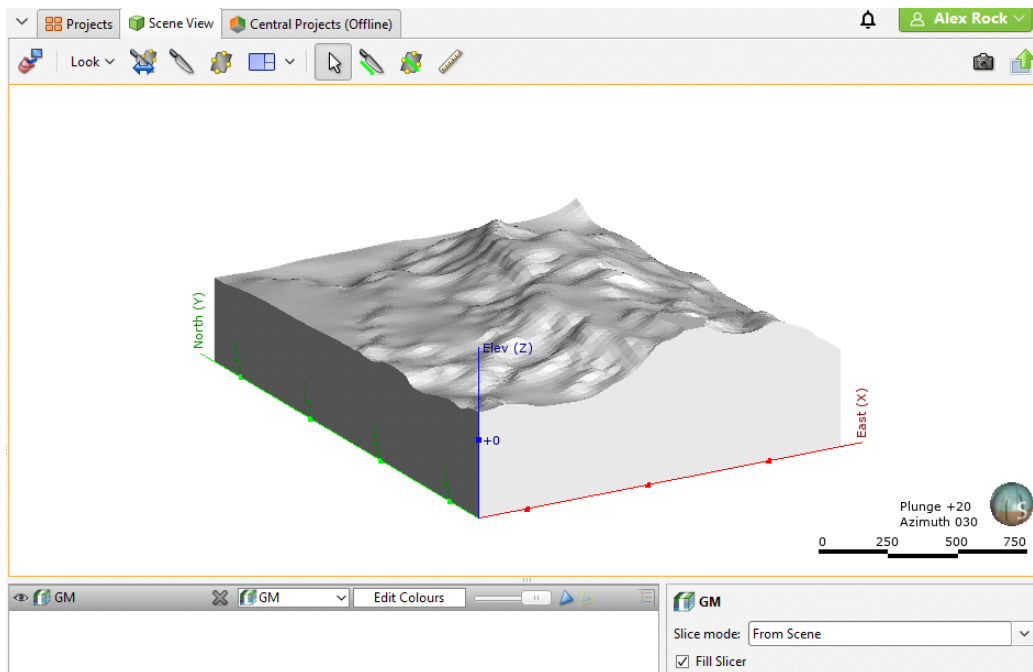 Projects
Scene View
Central Projects (Offline)
Alex Rock
Look
North (Y)
Elev (Z)
+0
East (X)
Plunge +20
Azimuth 030
S
0 250 500 750
GM
GM
Edit Colours
GM
Slice mode: From Scene
Fill Slicer